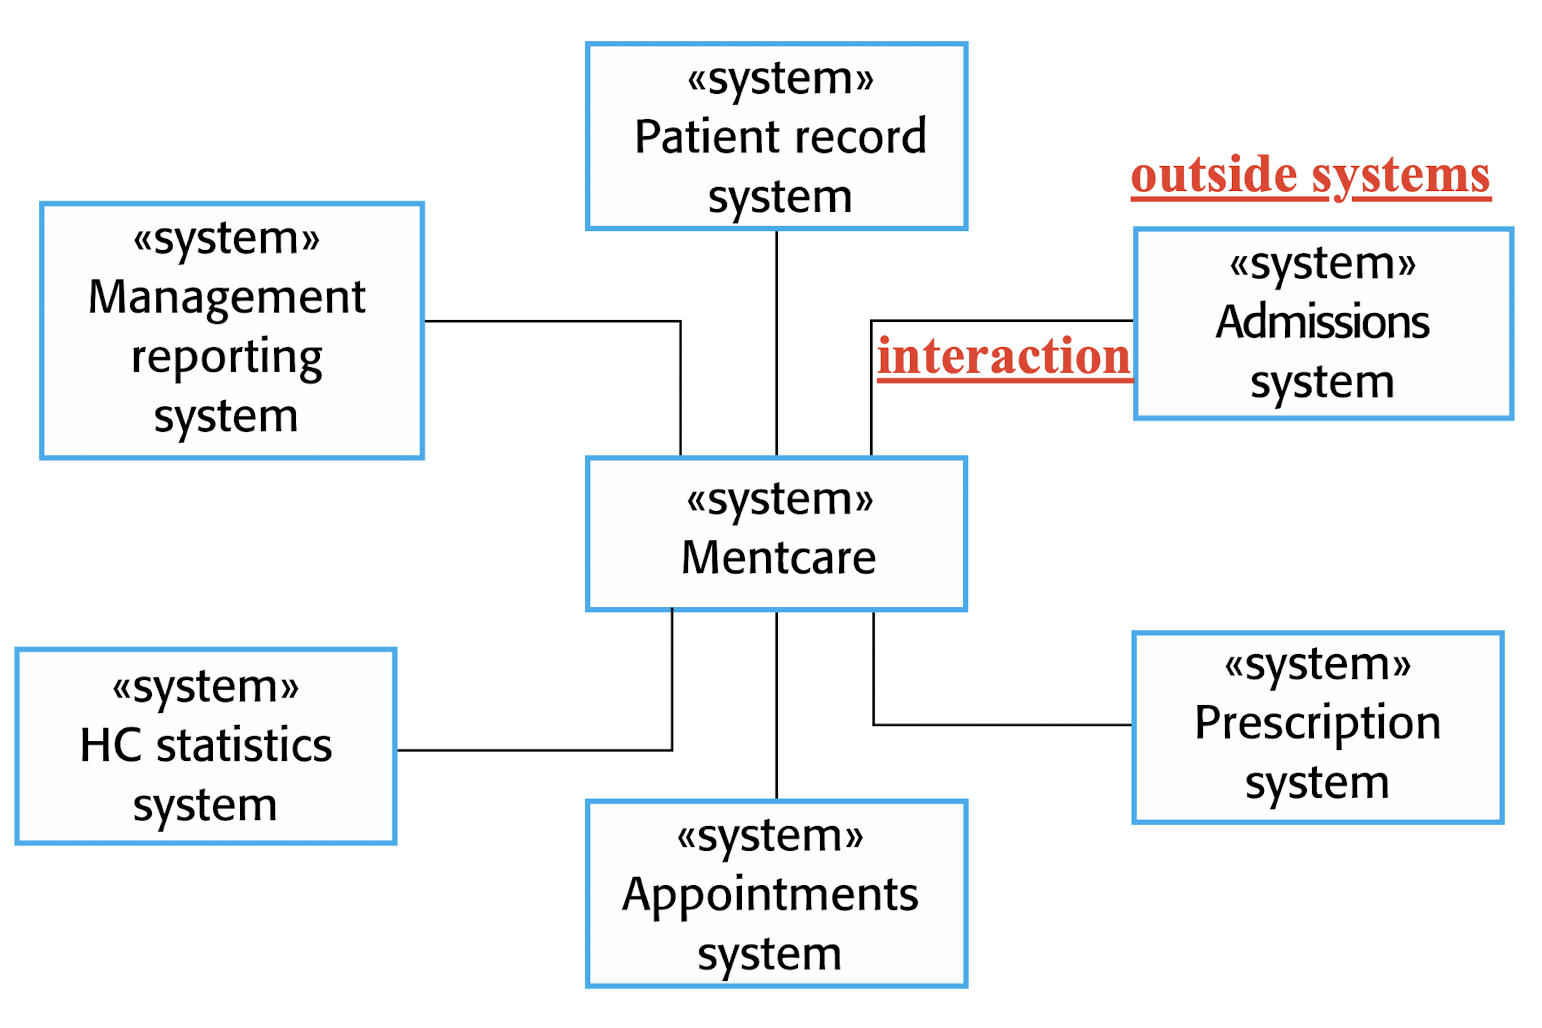 «system»
Patient record
system
outside systems
«system»
Management
reporting
system
«system»
Admissions
system
interaction
«system»
Mentcare
«system»
HC statistics
system
«system»
Prescription
system
«system»
Appointments
system